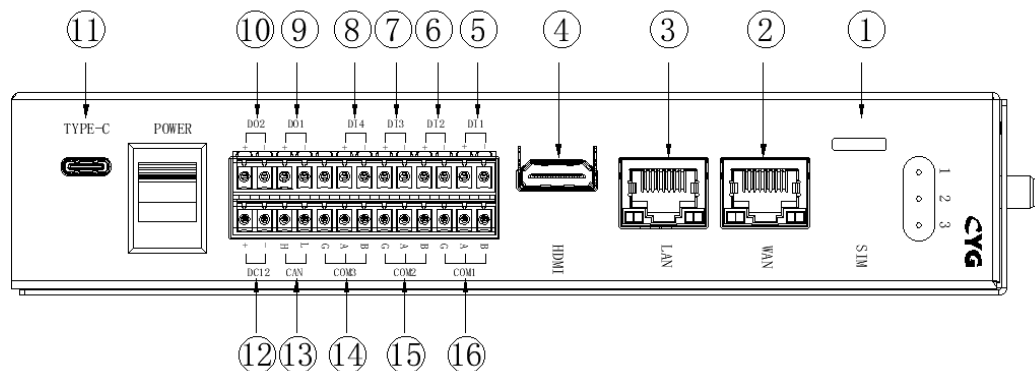 ⑪ ⑩ ⑨ ⑧ ⑦ ⑥ ⑤ ④ ③ ② ①
TYPE-C POWER DO2 DO1 DI4 DI3 DI2 DI1
+ - + - + - + - + - + -
1
2
3
+ - H L G A B G A B G A B
DC12 CAN COM3 COM2 COM1
HDMI LAN WAN SIM CYG
⑫ ⑬ ⑭ ⑮ ⑯